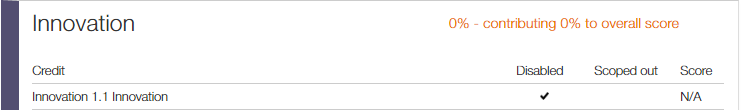 Innovation 0% - contributing 0% to overall score
Credit Disabled Scoped out Score
Innovation 1.1 Innovation ✔ N/A